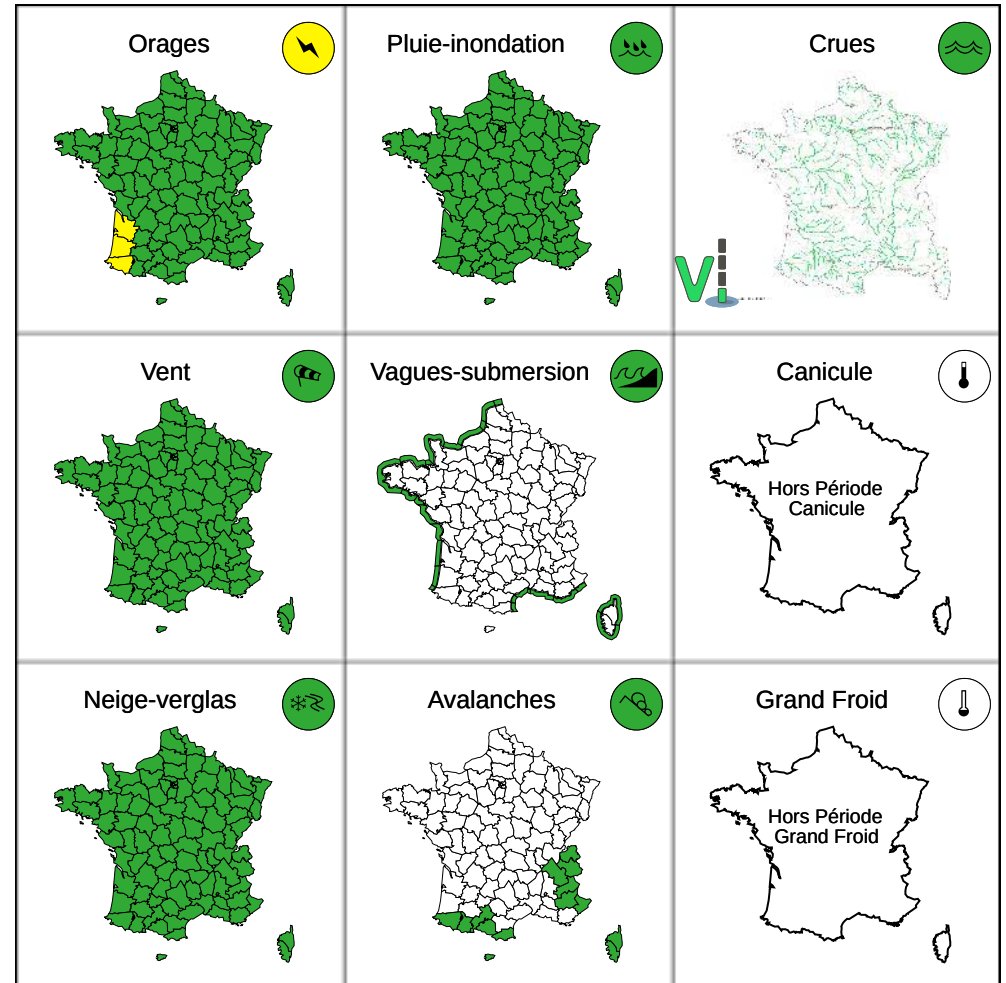 Orages
Pluie-inondation
Crues
Vi
Vent
Vagues-submersion
Canicule
Hors Période
Canicule
Neige-verglas
Avalanches
Grand Froid
Hors Période
Grand Froid